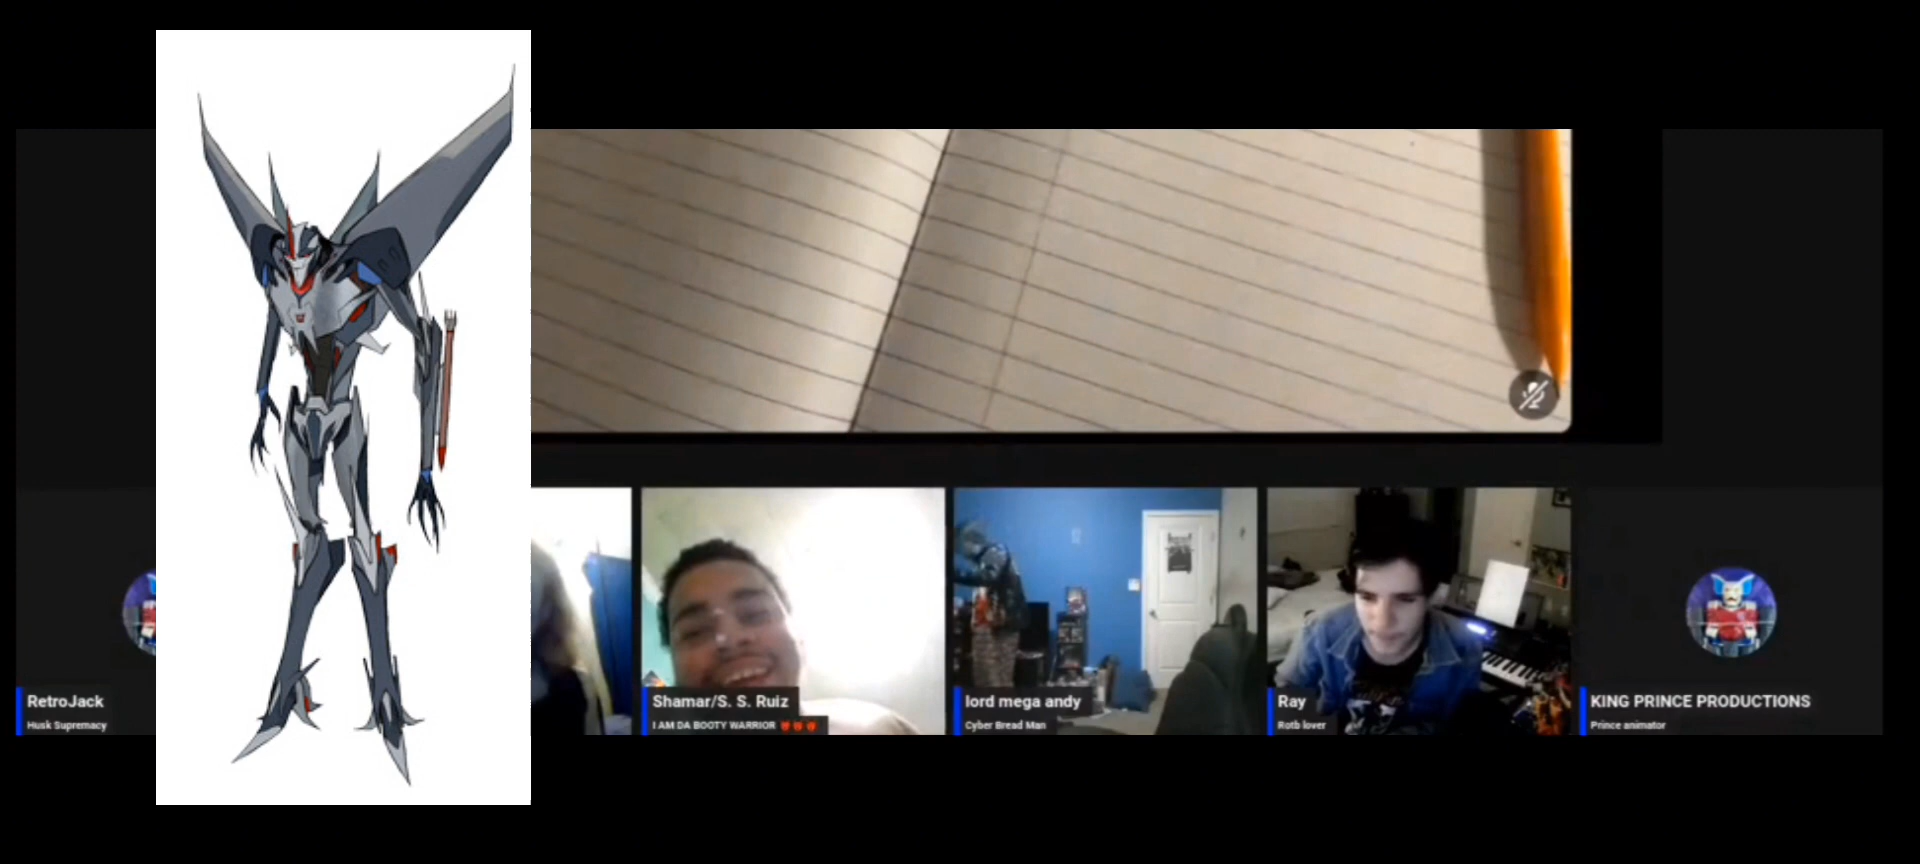 RetroJack
Husk Supremacy
Shamar/S. S. Ruiz
I AM DA BOOTY WARRIOR
lord mega andy
Cyber Bread Man
Ray
Rotb lover
KING PRINCE PRODUCTIONS
Prince animator